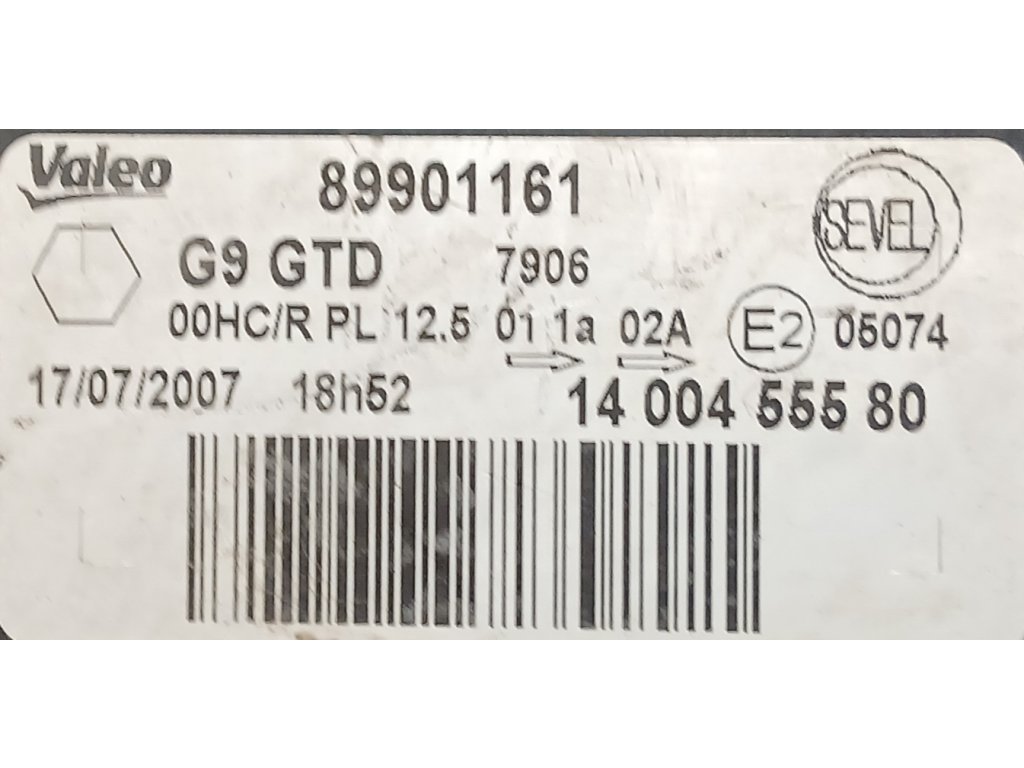 Valeo 89901161 SEVEL
G9 GTD 7906
00HC/R PL 12.5 01 1a 02A E2 05074
17/07/2007 18h52 14 004 555 80